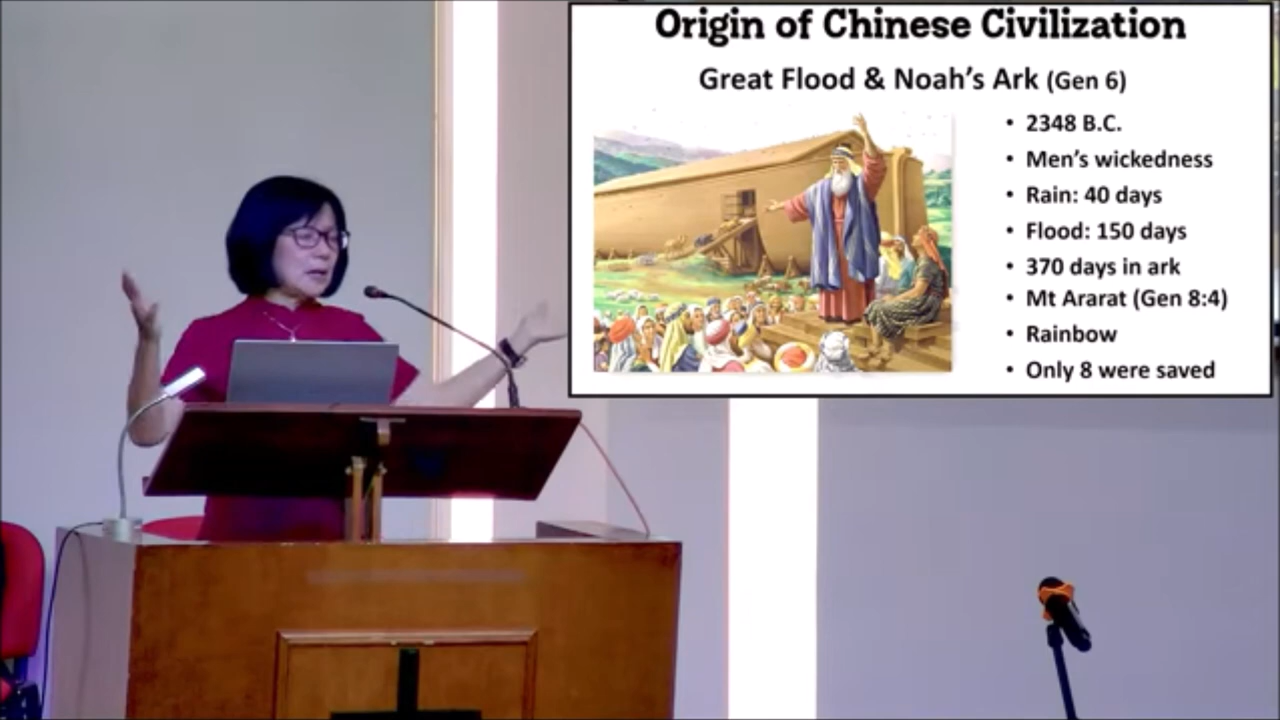 Origin of Chinese Civilization
Great Flood & Noah's Ark (Gen 6)
• 2348 B.C.
• Men's wickedness
• Rain: 40 days
• Flood: 150 days
• 370 days in ark
• Mt Ararat (Gen 8:4)
• Rainbow
• Only 8 were saved